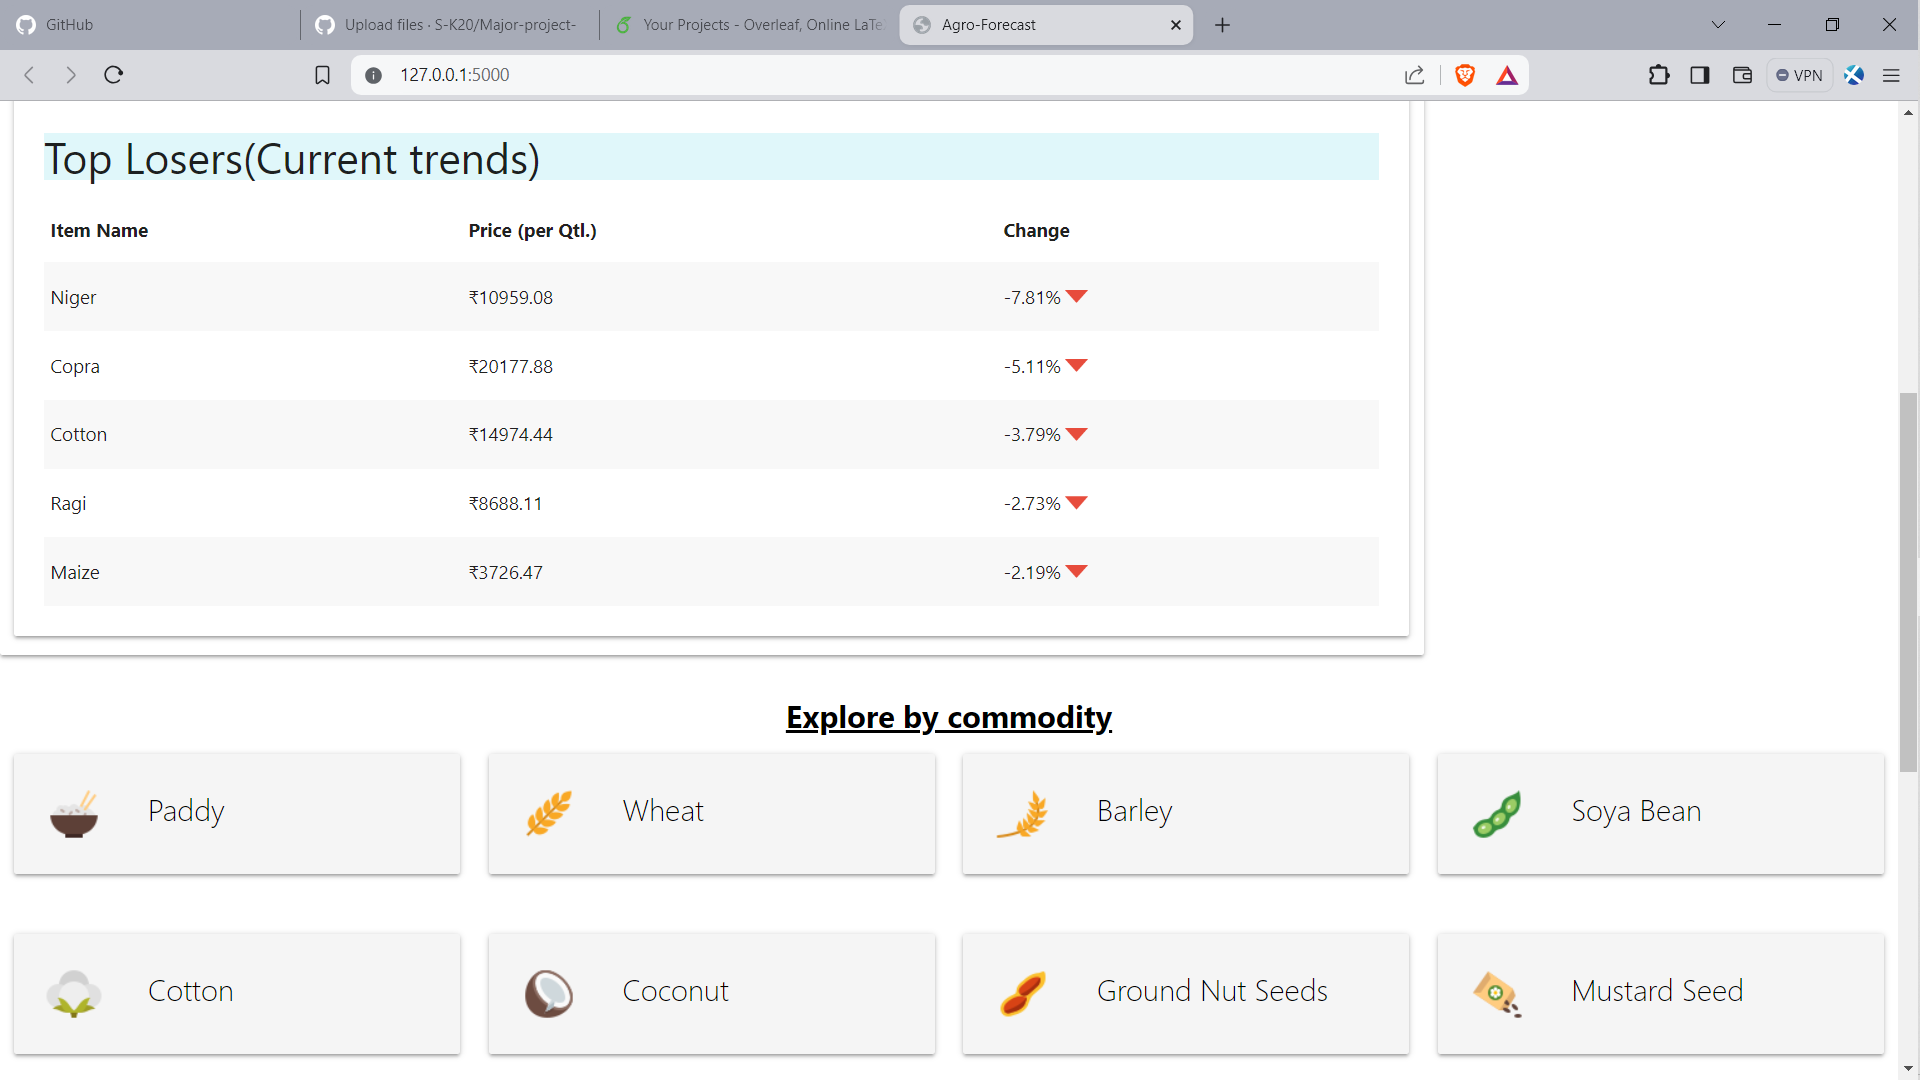 GitHub
Upload files · S-K20/Major-project-
Your Projects - Overleaf, Online LaTe
Agro-Forecast
127.0.0.1:5000
VPN
Top Losers(Current trends)
Item Name Price (per Qtl.) Change
Niger ₹10959.08 -7.81%
Copra ₹20177.88 -5.11%
Cotton ₹14974.44 -3.79%
Ragi ₹8688.11 -2.73%
Maize ₹3726.47 -2.19%
Explore by commodity
Paddy
Wheat
Barley
Soya Bean
Cotton
Coconut
Ground Nut Seeds
Mustard Seed